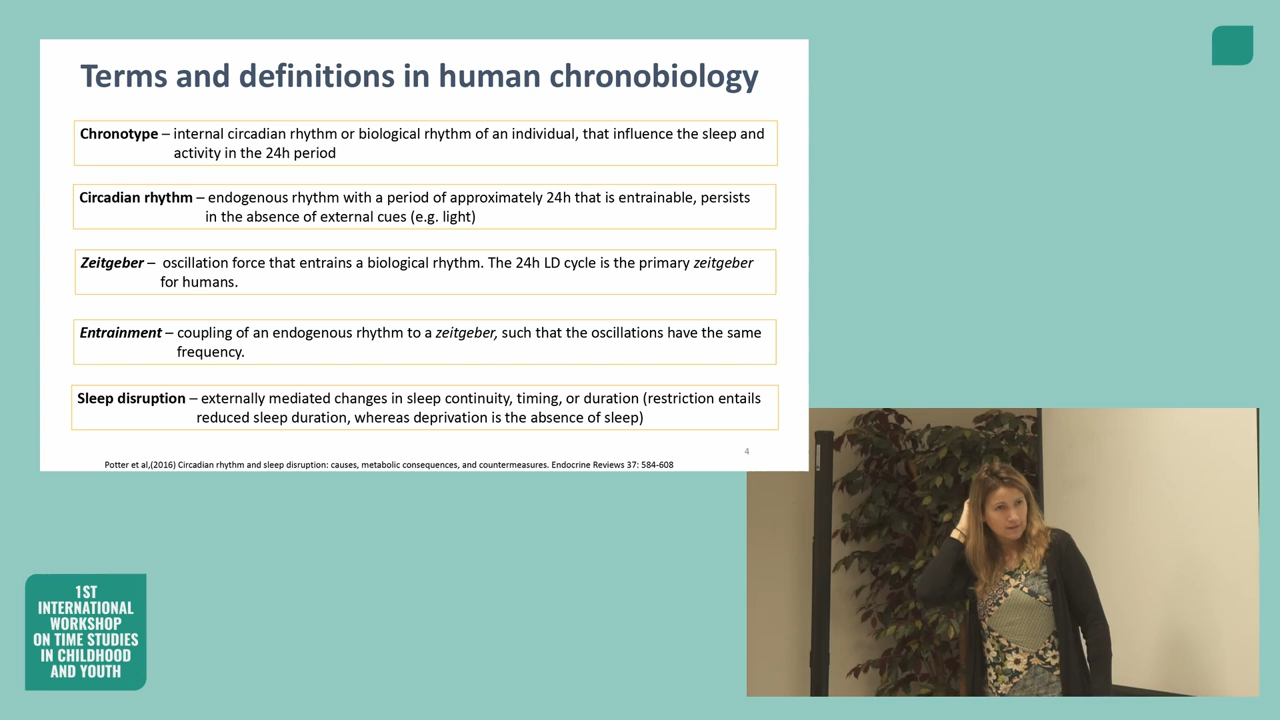 Terms and definitions in human chronobiology
Chronotype – internal circadian rhythm or biological rhythm of an individual, that influence the sleep and
activity in the 24h period
Circadian rhythm – endogenous rhythm with a period of approximately 24h that is entrainable, persists
in the absence of external cues (e.g. light)
Zeitgeber – oscillation force that entrains a biological rhythm. The 24h LD cycle is the primary zeitgeber
for humans.
Entrainment – coupling of an endogenous rhythm to a zeitgeber, such that the oscillations have the same
frequency.
Sleep disruption – externally mediated changes in sleep continuity, timing, or duration (restriction entails
reduced sleep duration, whereas deprivation is the absence of sleep)
4
Potter et al,(2016) Circadian rhythm and sleep disruption: causes, metabolic consequences, and countermeasures. Endocrine Reviews 37: 584-608
1ST
INTERNATIONAL
WORKSHOP
ON TIME STUDIES
IN CHILDHOOD
AND YOUTH